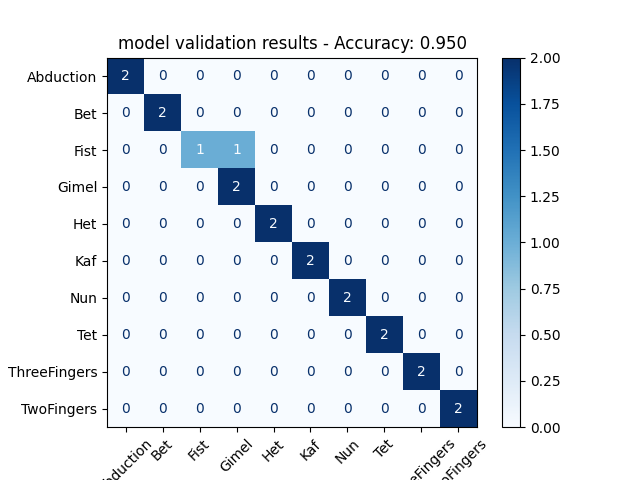 model validation results - Accuracy: 0.950
Abduction 2 0 0 0 0 0 0 0 0 0
Bet 0 2 0 0 0 0 0 0 0 0
Fist 0 0 1 1 0 0 0 0 0 0
Gimel 0 0 0 2 0 0 0 0 0 0
Het 0 0 0 0 2 0 0 0 0 0
Kaf 0 0 0 0 0 2 0 0 0 0
Nun 0 0 0 0 0 0 2 0 0 0
Tet 0 0 0 0 0 0 0 2 0 0
ThreeFingers 0 0 0 0 0 0 0 0 2 0
TwoFingers 0 0 0 0 0 0 0 0 0 2
bduction Bet Fist Gimel Het Kaf Nun Tet eFingers oFingers
2.00
1.75
1.50
1.25
1.00
0.75
0.50
0.25
0.00